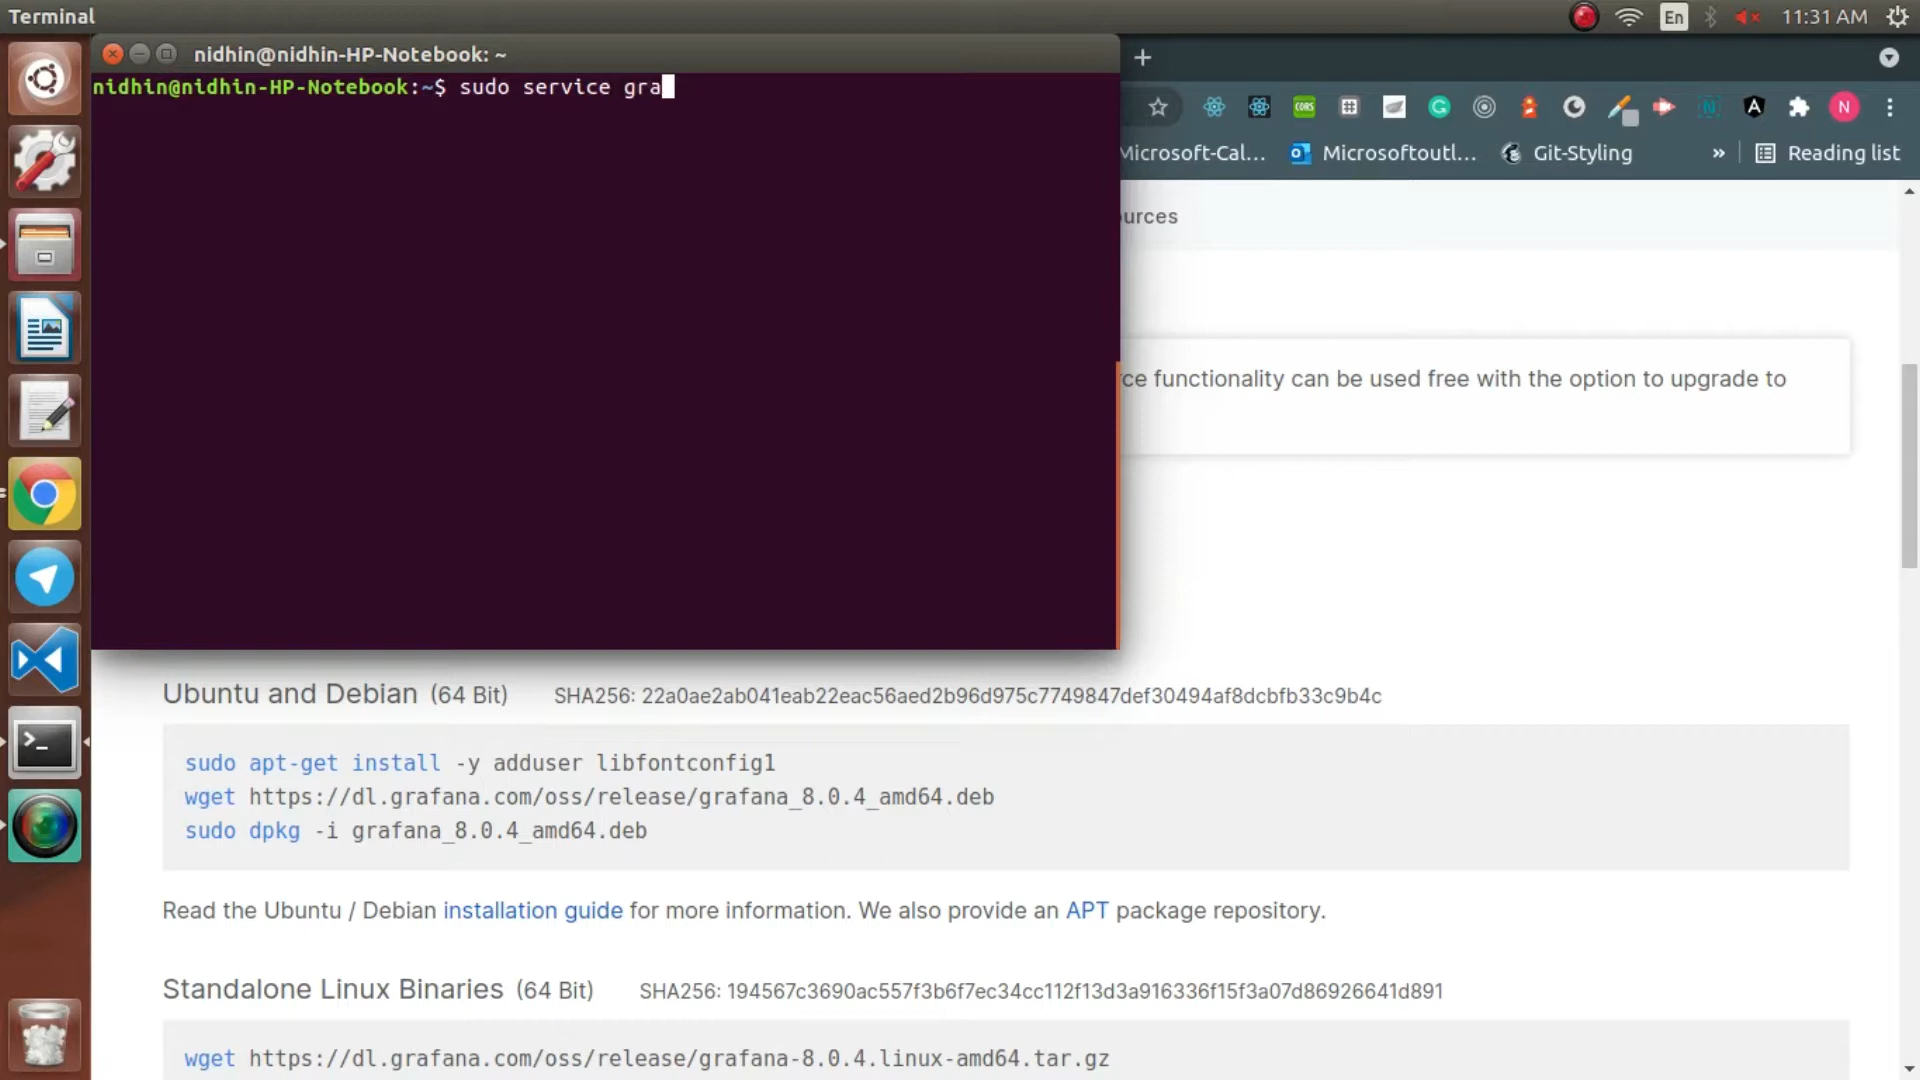 Terminal
En
11:31 AM
nidhin@nidhin-HP-Notebook: ~
nidhin@nidhin-HP-Notebook:~$ sudo service gra
CORS
N
Microsoft-Cal...
Microsoftoutl...
Git-Styling
»
Reading list
urces
ce functionality can be used free with the option to upgrade to
Ubuntu and Debian (64 Bit)
SHA256: 22a0ae2ab041eab22eac56aed2b96d975c7749847def30494af8dcbfb33c9b4c
sudo apt-get install -y adduser libfontconfig1
wget https://dl.grafana.com/oss/release/grafana_8.0.4_amd64.deb
sudo dpkg -i grafana_8.0.4_amd64.deb
Read the Ubuntu / Debian installation guide for more information. We also provide an APT package repository.
Standalone Linux Binaries (64 Bit)
SHA256: 194567c3690ac557f3b6f7ec34cc112f13d3a916336f15f3a07d86926641d891
wget https://dl.grafana.com/oss/release/grafana-8.0.4.linux-amd64.tar.gz